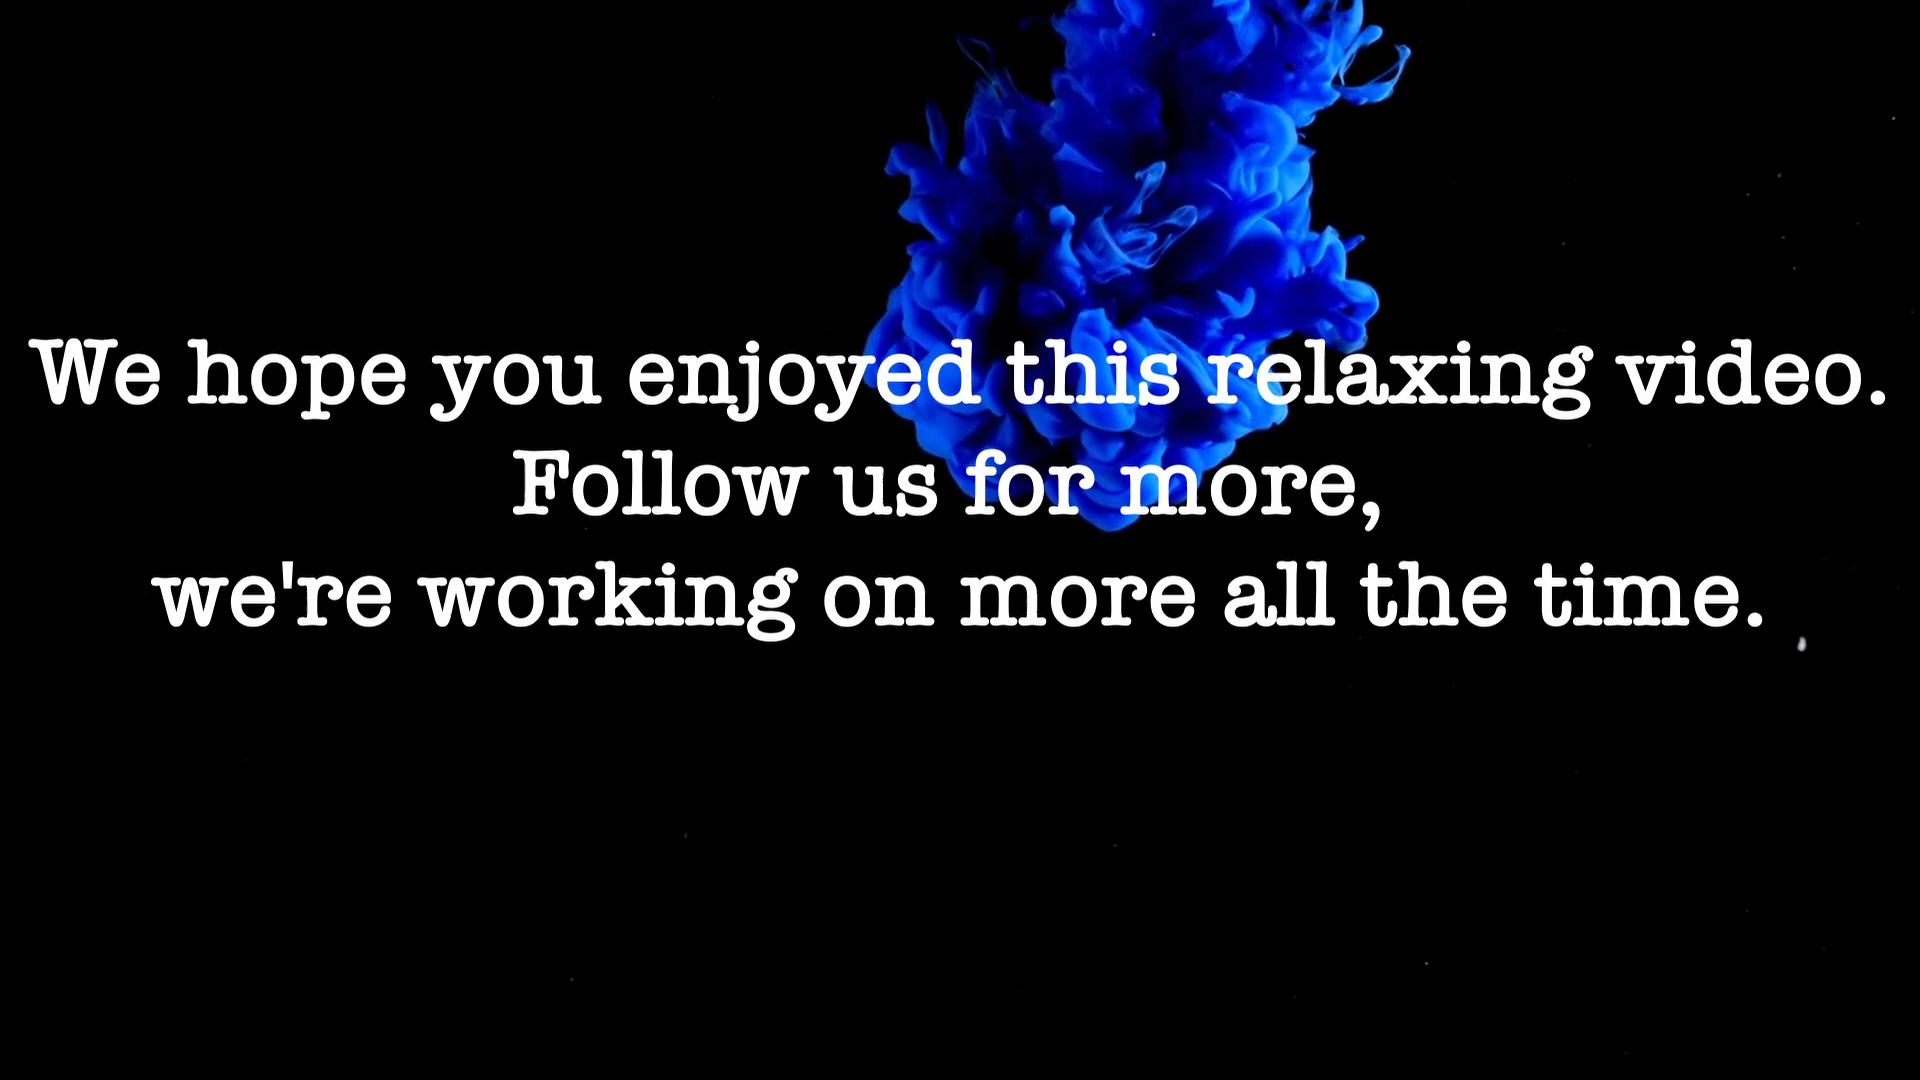 We hope you enjoyed this relaxing video.
Follow us for more,
we're working on more all the time.